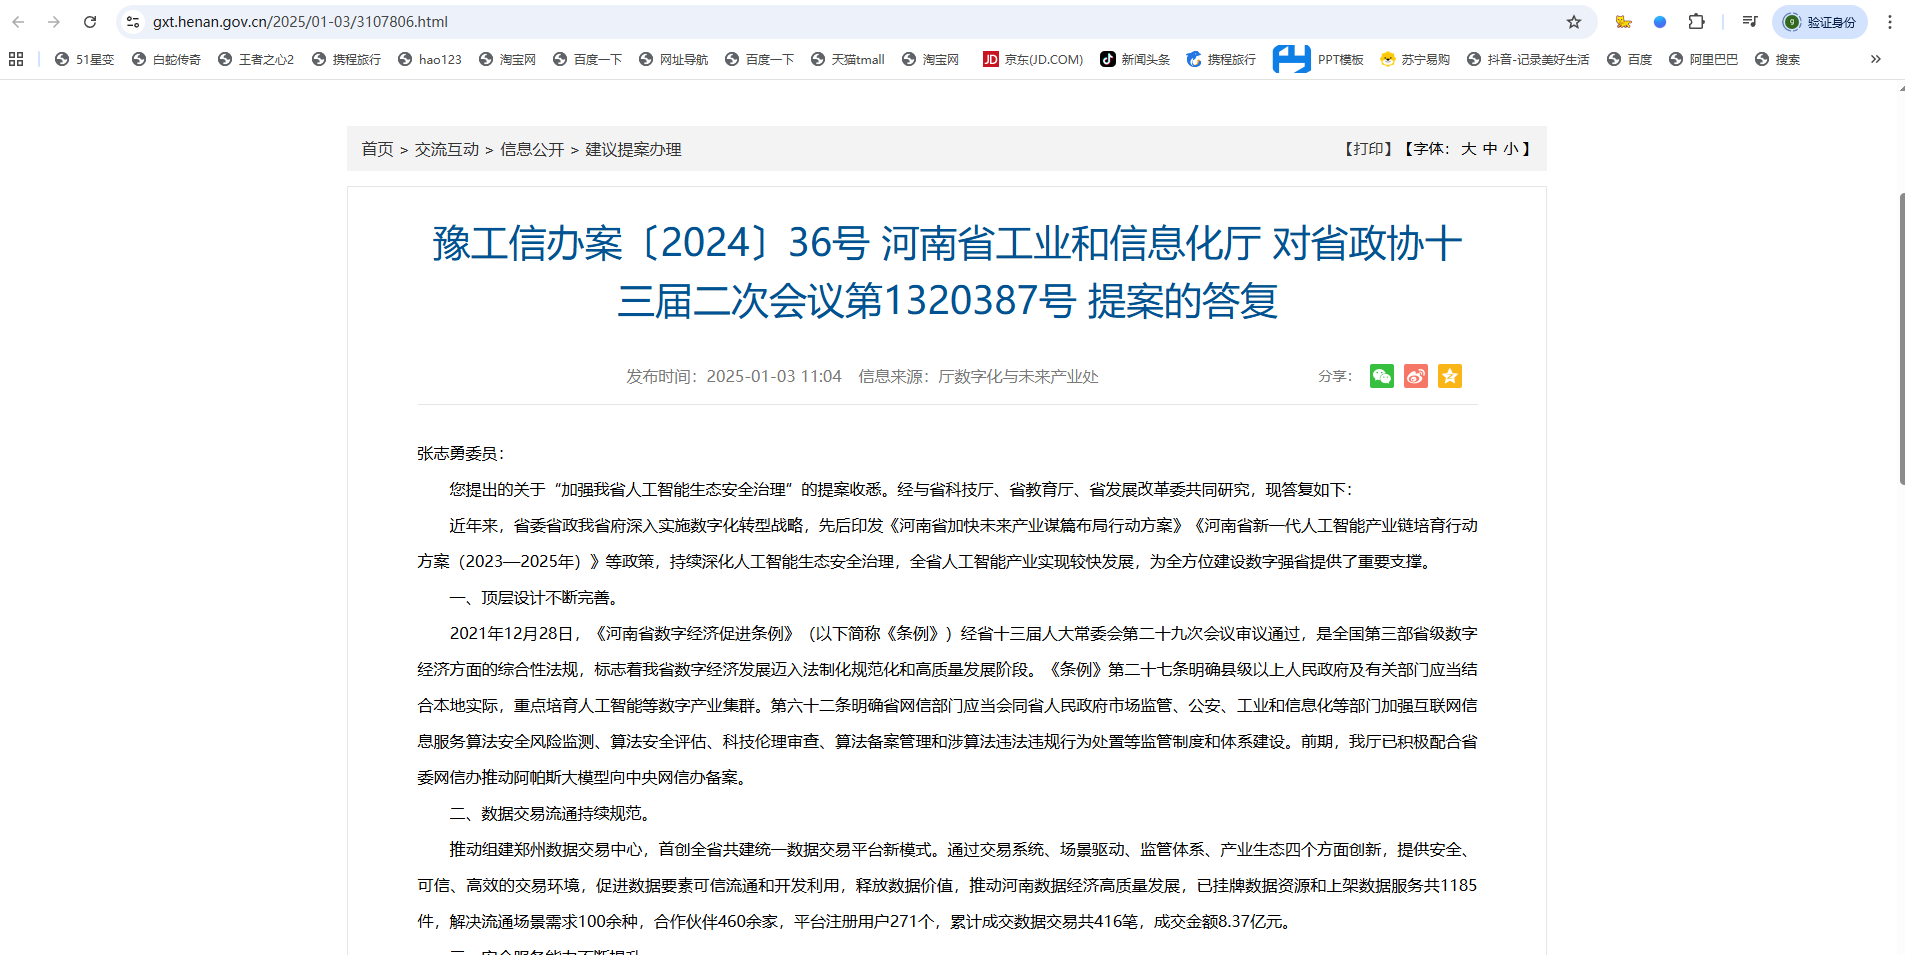 gxt.henan.gov.cn/2025/01-03/3107806.html
验证身份
51星变 白蛇传奇 王者之心2 携程旅行 hao123 淘宝网 百度一下 网址导航 百度一下 天猫tmall 淘宝网 JD 京东(JD.COM) 新闻头条 携程旅行 PPT模板 苏宁易购 抖音-记录美好生活 百度 阿里巴巴 搜索 »
首页 > 交流互动 > 信息公开 > 建议提案办理 【打印】【字体： 大 中 小 】
豫工信办案〔2024〕36号 河南省工业和信息化厅 对省政协十
三届二次会议第1320387号 提案的答复
发布时间：2025-01-03 11:04 信息来源：厅数字化与未来产业处 分享：
张志勇委员：
您提出的关于“加强我省人工智能生态安全治理”的提案收悉。经与省科技厅、省教育厅、省发展改革委共同研究，现答复如下：
近年来，省委省政我省府深入实施数字化转型战略，先后印发《河南省加快未来产业谋篇布局行动方案》《河南省新一代人工智能产业链培育行动
方案（2023—2025年）》等政策，持续深化人工智能生态安全治理，全省人工智能产业实现较快发展，为全方位建设数字强省提供了重要支撑。
一、顶层设计不断完善。
2021年12月28日，《河南省数字经济促进条例》（以下简称《条例》）经省十三届人大常委会第二十九次会议审议通过，是全国第三部省级数字
经济方面的综合性法规，标志着我省数字经济发展迈入法制化规范化和高质量发展阶段。《条例》第二十七条明确县级以上人民政府及有关部门应当结
合本地实际，重点培育人工智能等数字产业集群。第六十二条明确省网信部门应当会同省人民政府市场监管、公安、工业和信息化等部门加强互联网信
息服务算法安全风险监测、算法安全评估、科技伦理审查、算法备案管理和涉算法违法违规行为处置等监管制度和体系建设。前期，我厅已积极配合省
委网信办推动阿帕斯大模型向中央网信办备案。
二、数据交易流通持续规范。
推动组建郑州数据交易中心，首创全省共建统一数据交易平台新模式。通过交易系统、场景驱动、监管体系、产业生态四个方面创新，提供安全、
可信、高效的交易环境，促进数据要素可信流通和开发利用，释放数据价值，推动河南数据经济高质量发展，已挂牌数据资源和上架数据服务共1185
件，解决流通场景需求100余种，合作伙伴460余家，平台注册用户271个，累计成交数据交易共416笔，成交金额8.37亿元。